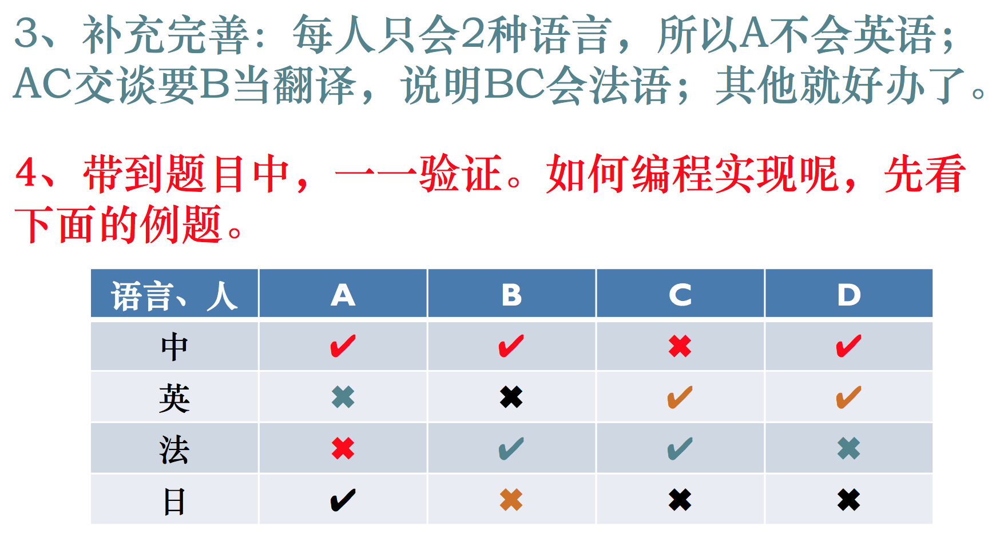 3、补充完善：每人只会2种语言，所以A不会英语；
AC交谈要B当翻译，说明BC会法语；其他就好办了。
4、带到题目中，一一验证。如何编程实现呢，先看
下面的例题。
语言、人 A B C D
中 ✔ ✔ ✖ ✔
英 ✖ ✖ ✔ ✔
法 ✖ ✔ ✔ ✖
日 ✔ ✖ ✖ ✖